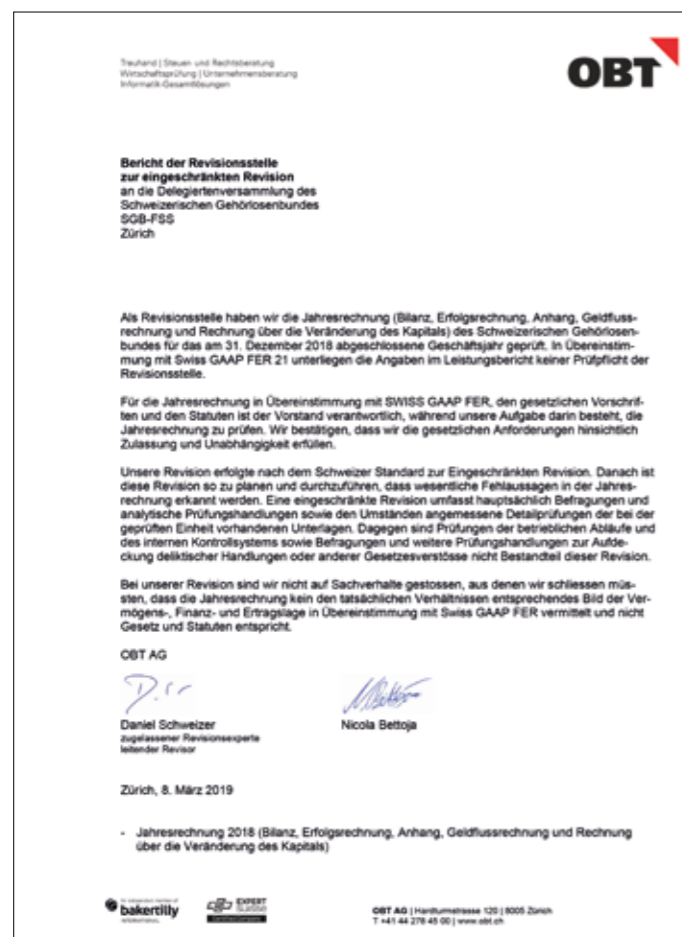 Treuhand | Steuer- und Rechtsberatung
Wirtschaftsprüfung | Unternehmensberatung
Informatik-Gesamtlösungen
OBT
Bericht der Revisionsstelle
zur eingeschränkten Revision
an die Delegiertenversammlung des
Schweizerischen Gehörlosenbundes
SGB-FSS
Zürich
Als Revisionsstelle haben wir die Jahresrechnung (Bilanz, Erfolgsrechnung, Anhang, Geldfluss-
rechnung und Rechnung über die Veränderung des Kapitals) des Schweizerischen Gehörlosen-
bundes für das am 31. Dezember 2018 abgeschlossene Geschäftsjahr geprüft. In Übereinstim-
mung mit Swiss GAAP FER 21 unterliegen die Angaben im Leistungsbericht keiner Prüfpflicht der
Revisionsstelle.
Für die Jahresrechnung in Übereinstimmung mit SWISS GAAP FER, den gesetzlichen Vorschrif-
ten und den Statuten ist der Vorstand verantwortlich, während unsere Aufgabe darin besteht, die
Jahresrechnung zu prüfen. Wir bestätigen, dass wir die gesetzlichen Anforderungen hinsichtlich
Zulassung und Unabhängigkeit erfüllen.
Unsere Revision erfolgte nach dem Schweizer Standard zur Eingeschränkten Revision. Danach ist
diese Revision so zu planen und durchzuführen, dass wesentliche Fehlaussagen in der Jahres-
rechnung erkannt werden. Eine eingeschränkte Revision umfasst hauptsächlich Befragungen und
analytische Prüfungshandlungen sowie den Umständen angemessene Detailprüfungen der bei der
geprüften Einheit vorhandenen Unterlagen. Dagegen sind Prüfungen der betrieblichen Abläufe und
des internen Kontrollsystems sowie Befragungen und weitere Prüfungshandlungen zur Aufde-
ckung deliktischer Handlungen oder anderer Gesetzesverstösse nicht Bestandteil dieser Revision.
Bei unserer Revision sind wir nicht auf Sachverhalte gestossen, aus denen wir schliessen müs-
sten, dass die Jahresrechnung kein den tatsächlichen Verhältnissen entsprechendes Bild der Ver-
mögens-, Finanz- und Ertragslage in Übereinstimmung mit Swiss GAAP FER vermittelt und nicht
Gesetz und Statuten entspricht.
OBT AG
Daniel Schweizer
zugelassener Revisionsexperte
leitender Revisor
Nicola Bettoja
Zürich, 8. März 2019
- Jahresrechnung 2018 (Bilanz, Erfolgsrechnung, Anhang, Geldflussrechnung und Rechnung
über die Veränderung des Kapitals)
An independent member of
bakertilly
INTERNATIONAL
EXPERT
SUISSE
OBT AG | Hardturmstrasse 120 | 8005 Zürich
T +41 44 278 45 00 | www.obt.ch